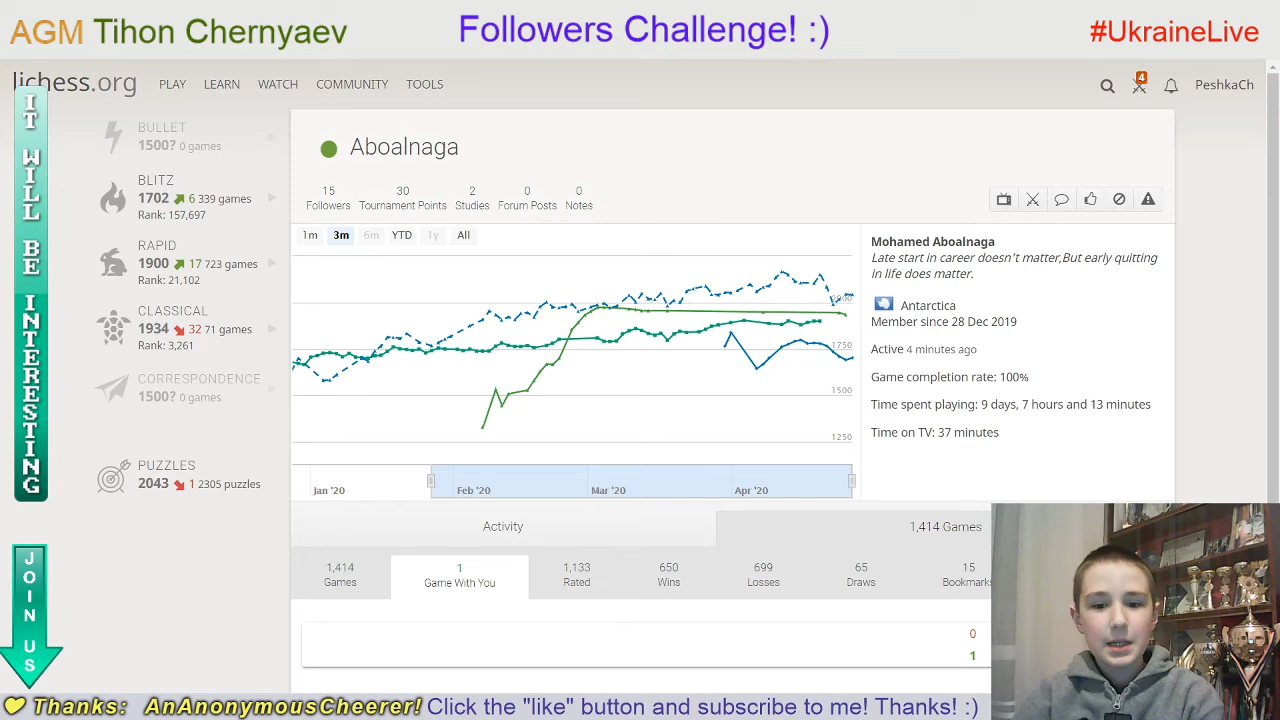 AGM Tihon Chernyaev
Followers Challenge! :)
#UkraineLive
lichess.org
PLAY LEARN WATCH COMMUNITY TOOLS
4
PeshkaCh
IT WILL BE INTERESTING
JOIN US
BULLET
1500? 0 games
BLITZ
1702 6 339 games
Rank: 157,697
RAPID
1900 17 723 games
Rank: 21,102
CLASSICAL
1934 32 71 games
Rank: 3,261
CORRESPONDENCE
1500? 0 games
PUZZLES
2043 1 2305 puzzles
Aboalnaga
15 30 2 0 0
Followers Tournament Points Studies Forum Posts Notes
1m 3m 6m YTD 1y All
2000
1750
1500
1250
Jan '20 Feb '20 Mar '20 Apr '20
Mohamed Aboalnaga
Late start in career doesn't matter,But early quitting
in life does matter.
Antarctica
Member since 28 Dec 2019
Active 4 minutes ago
Game completion rate: 100%
Time spent playing: 9 days, 7 hours and 13 minutes
Time on TV: 37 minutes
Activity 1,414 Games
1,414 1 1,133 650 699 65 15
Games Game With You Rated Wins Losses Draws Bookmarks
0
1
Thanks: AnAnonymousCheerer! Click the "like" button and subscribe to me! Thanks! :)